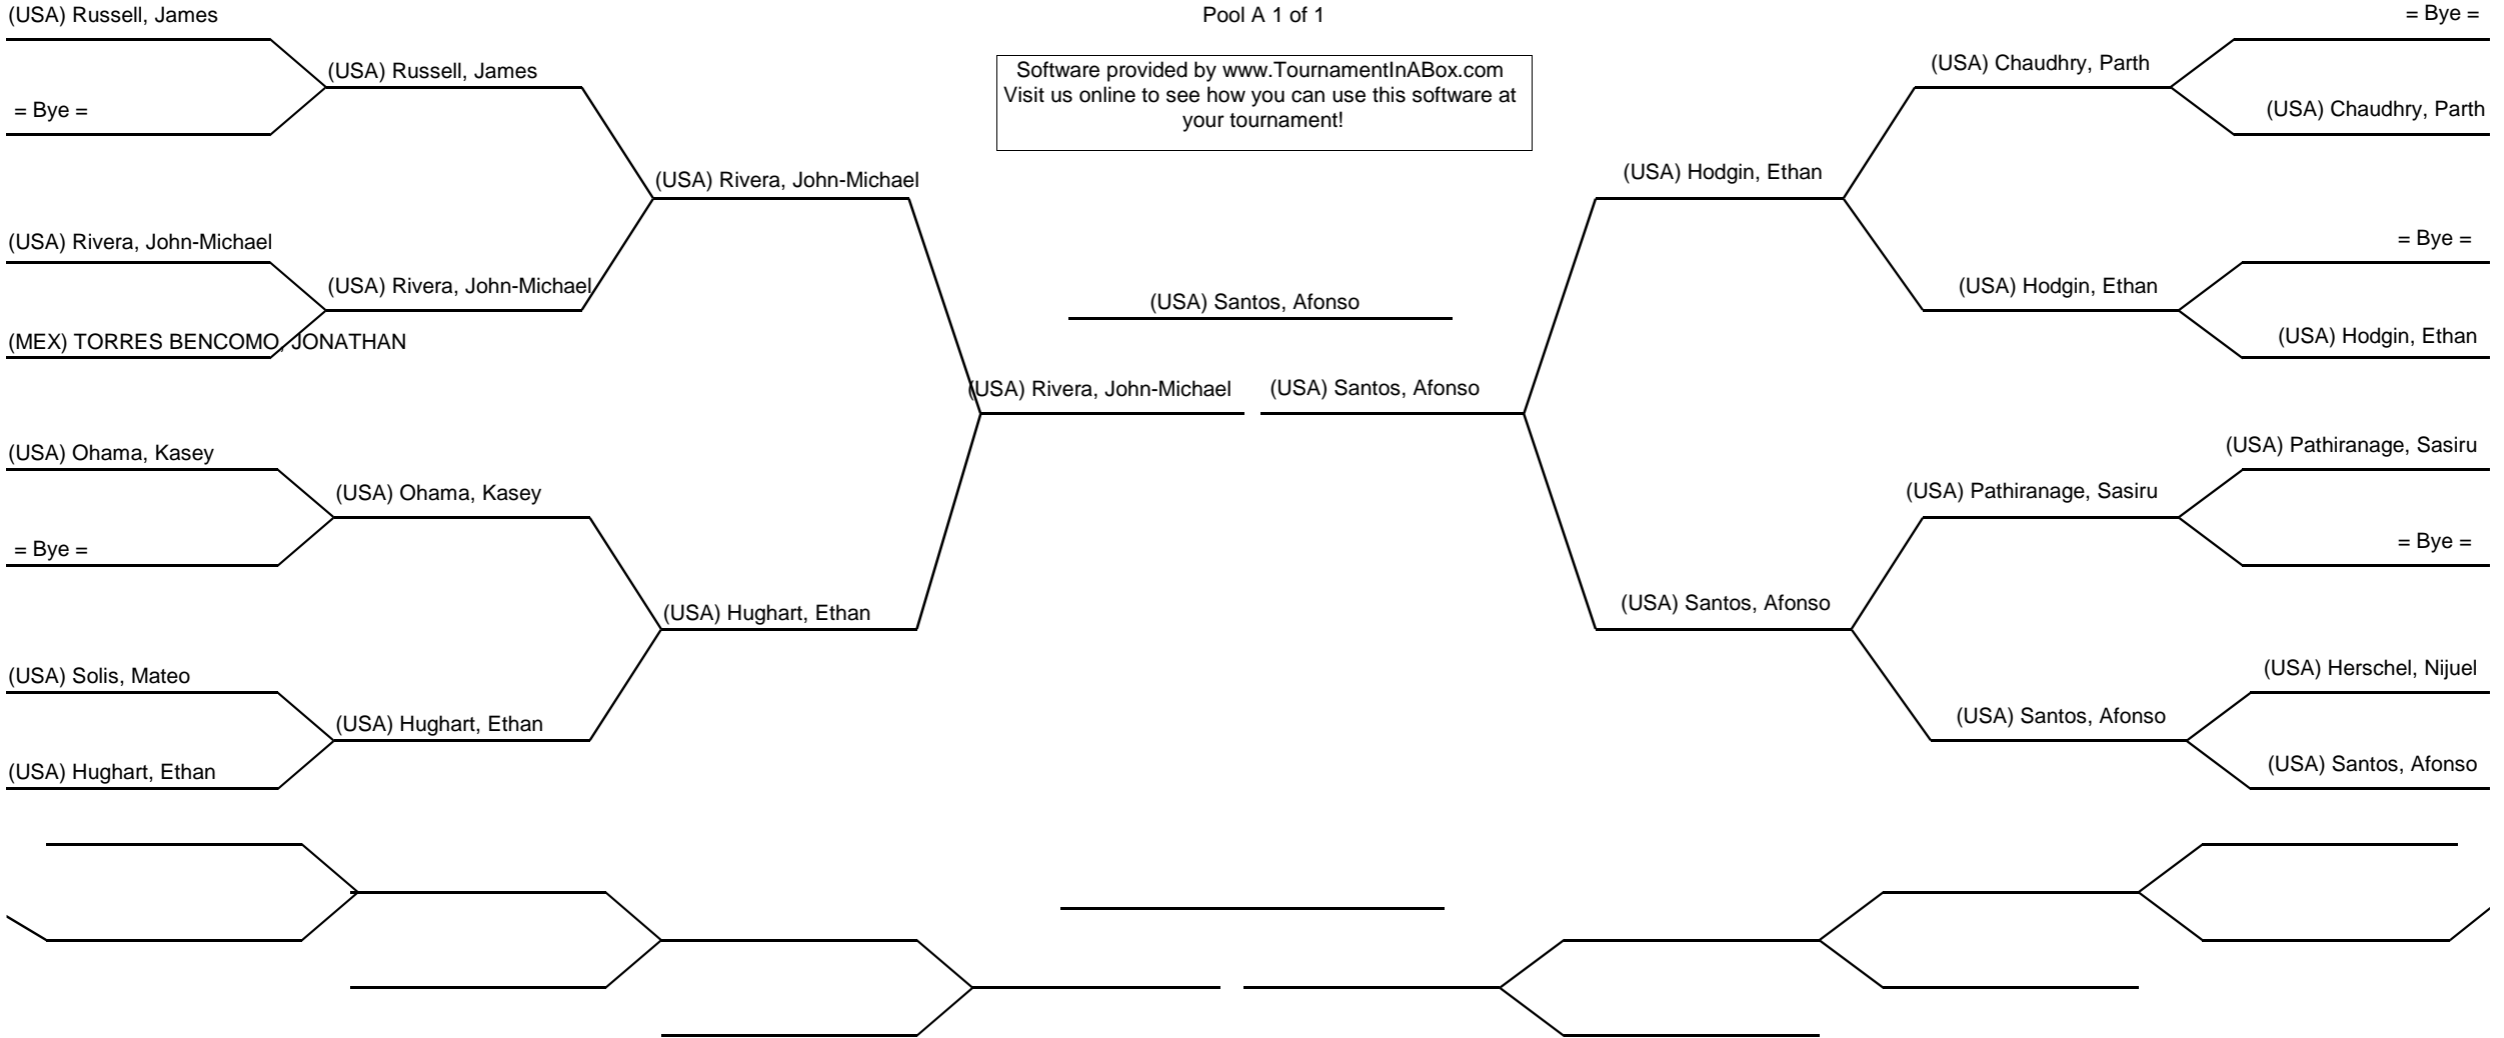 (USA) Russell, James
= Bye =
(USA) Russell, James
(USA) Rivera, John-Michael
(USA) Rivera, John-Michael
(MEX) TORRES BENCOMO, JONATHAN
(USA) Rivera, John-Michael
(USA) Ohama, Kasey
= Bye =
(USA) Ohama, Kasey
(USA) Hughart, Ethan
(USA) Solis, Mateo
(USA) Hughart, Ethan
(USA) Hughart, Ethan
Pool A 1 of 1
Software provided by www.TournamentInABox.com
Visit us online to see how you can use this software at
your tournament!
(USA) Santos, Afonso
(USA) Rivera, John-Michael
(USA) Santos, Afonso
= Bye =
(USA) Chaudhry, Parth
(USA) Chaudhry, Parth
(USA) Hodgin, Ethan
= Bye =
(USA) Hodgin, Ethan
(USA) Hodgin, Ethan
(USA) Pathiranage, Sasiru
(USA) Pathiranage, Sasiru
= Bye =
(USA) Santos, Afonso
(USA) Herschel, Nijuel
(USA) Santos, Afonso
(USA) Santos, Afonso